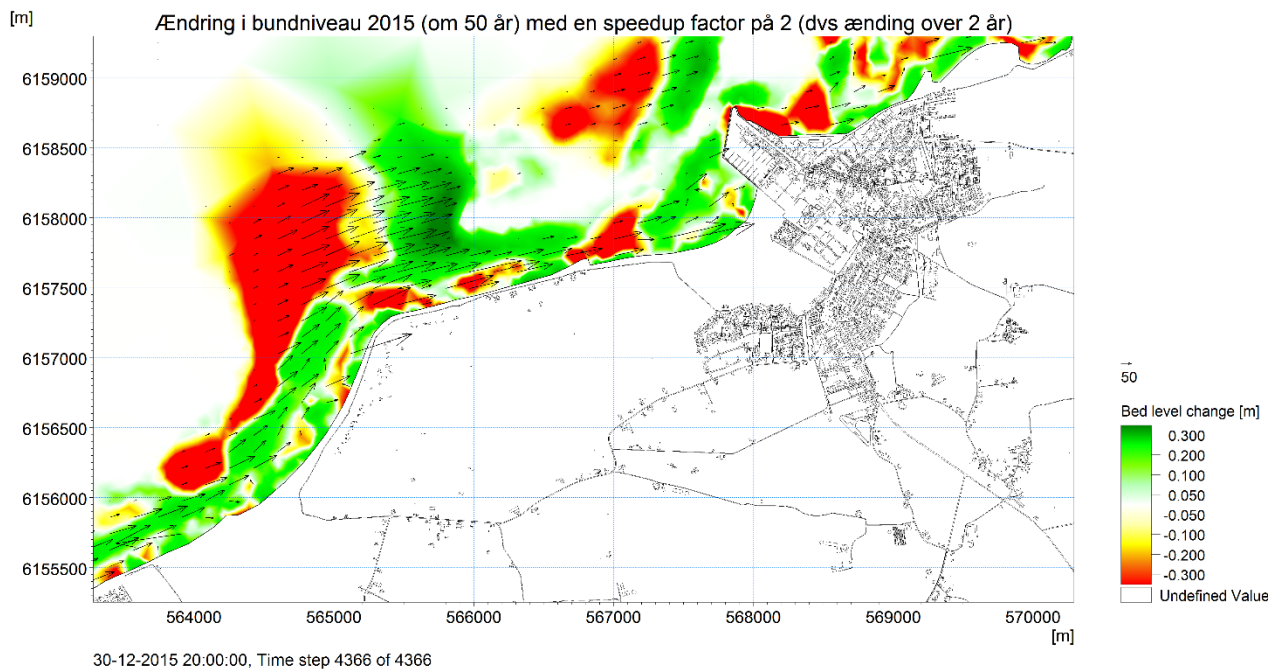 Ændring i bundniveau 2015 (om 50 år) med en speedup factor på 2 (dvs ænding over 2 år)
[m]
6159000
6158500
6158000
6157500
6157000
6156500
6156000
6155500
564000 565000 566000 567000 568000 569000 570000
[m]
50
Bed level change [m]
0.300
0.200
0.100
0.050
-0.050
-0.100
-0.200
-0.300
Undefined Value
30-12-2015 20:00:00, Time step 4366 of 4366